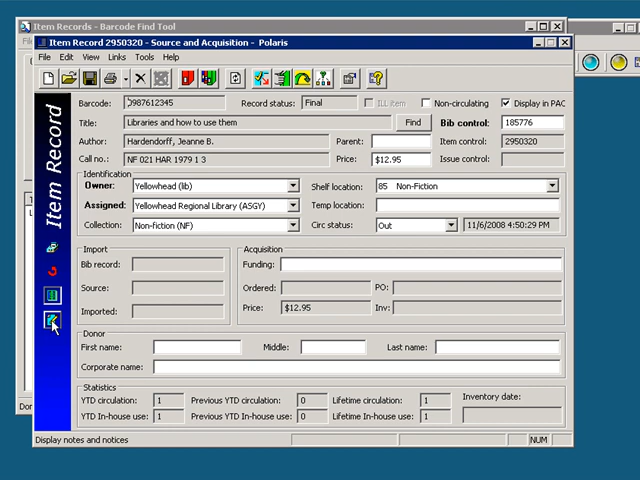 Item Records - Barcode Find Tool
Item Record 2950320 - Source and Acquisition - Polaris
File Edit View Links Tools Help
Item Record
Barcode: 0987612345 Record status: Final ILL item Non-circulating Display in PAC
Title: Libraries and how to use them Find Bib control: 185776
Author: Hardendorff, Jeanne B. Parent: Item control: 2950320
Call no.: NF 021 HAR 1979 1 3 Price: $12.95 Issue control:
Identification
Owner: Yellowhead (lib) Shelf location: 85 Non-Fiction
Assigned: Yellowhead Regional Library (ASGY) Temp location:
Collection: Non-fiction (NF) Circ status: Out 11/6/2008 4:50:29 PM
Import Acquisition
Bib record: Funding:
Source: Ordered: PO:
Imported: Price: $12.95 Inv:
Donor
First name: Middle: Last name:
Corporate name:
Statistics
YTD circulation: 1 Previous YTD circulation: 0 Lifetime circulation: 1 Inventory date:
YTD In-house use: 1 Previous YTD In-house use: 0 Lifetime In-house use: 1
Display notes and notices NUM